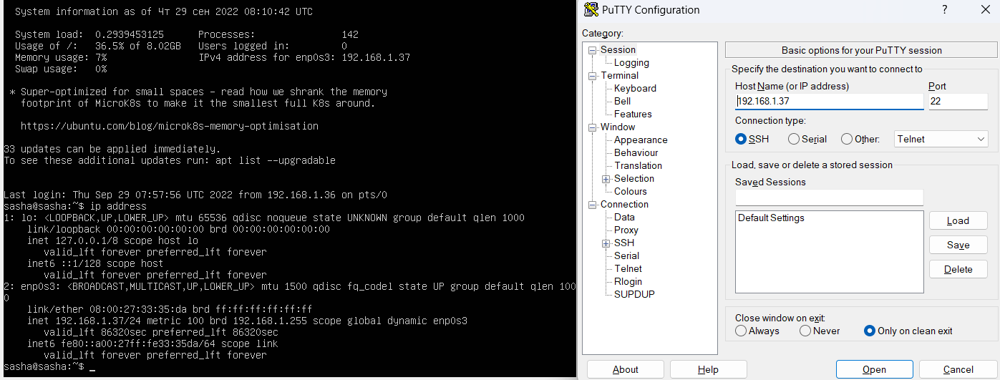 System information as of Чт 29 сен 2022 08:10:42 UTC
System load: 0.2939453125 Processes: 142
Usage of /: 36.5% of 8.02GB Users logged in: 0
Memory usage: 7% IPv4 address for enp0s3: 192.168.1.37
Swap usage: 0%
* Super-optimized for small spaces - read how we shrank the memory
footprint of MicroK8s to make it the smallest full K8s around.
https://ubuntu.com/blog/microk8s-memory-optimisation
33 updates can be applied immediately.
To see these additional updates run: apt list --upgradable
Last login: Thu Sep 29 07:57:56 UTC 2022 from 192.168.1.36 on pts/0
sasha@sasha:~$ ip address
1: lo: <LOOPBACK,UP,LOWER_UP> mtu 65536 qdisc noqueue state UNKNOWN group default qlen 1000
link/loopback 00:00:00:00:00:00 brd 00:00:00:00:00:00
inet 127.0.0.1/8 scope host lo
valid_lft forever preferred_lft forever
inet6 ::1/128 scope host
valid_lft forever preferred_lft forever
2: enp0s3: <BROADCAST,MULTICAST,UP,LOWER_UP> mtu 1500 qdisc fq_codel state UP group default qlen 100
0
link/ether 08:00:27:33:35:da brd ff:ff:ff:ff:ff:ff
inet 192.168.1.37/24 metric 100 brd 192.168.1.255 scope global dynamic enp0s3
valid_lft 86320sec preferred_lft 86320sec
inet6 fe80::a00:27ff:fe33:35da/64 scope link
valid_lft forever preferred_lft forever
sasha@sasha:~$ _
PuTTY Configuration
? ×
Category:
Session
Logging
Terminal
Keyboard
Bell
Features
Window
Appearance
Behaviour
Translation
Selection
Colours
Connection
Data
Proxy
SSH
Serial
Telnet
Rlogin
SUPDUP
Basic options for your PuTTY session
Specify the destination you want to connect to
Host Name (or IP address) Port
192.168.1.37 22
Connection type:
SSH Serial Other: Telnet
Load, save or delete a stored session
Saved Sessions
Default Settings
Load
Save
Delete
Close window on exit:
Always Never Only on clean exit
About Help Open Cancel